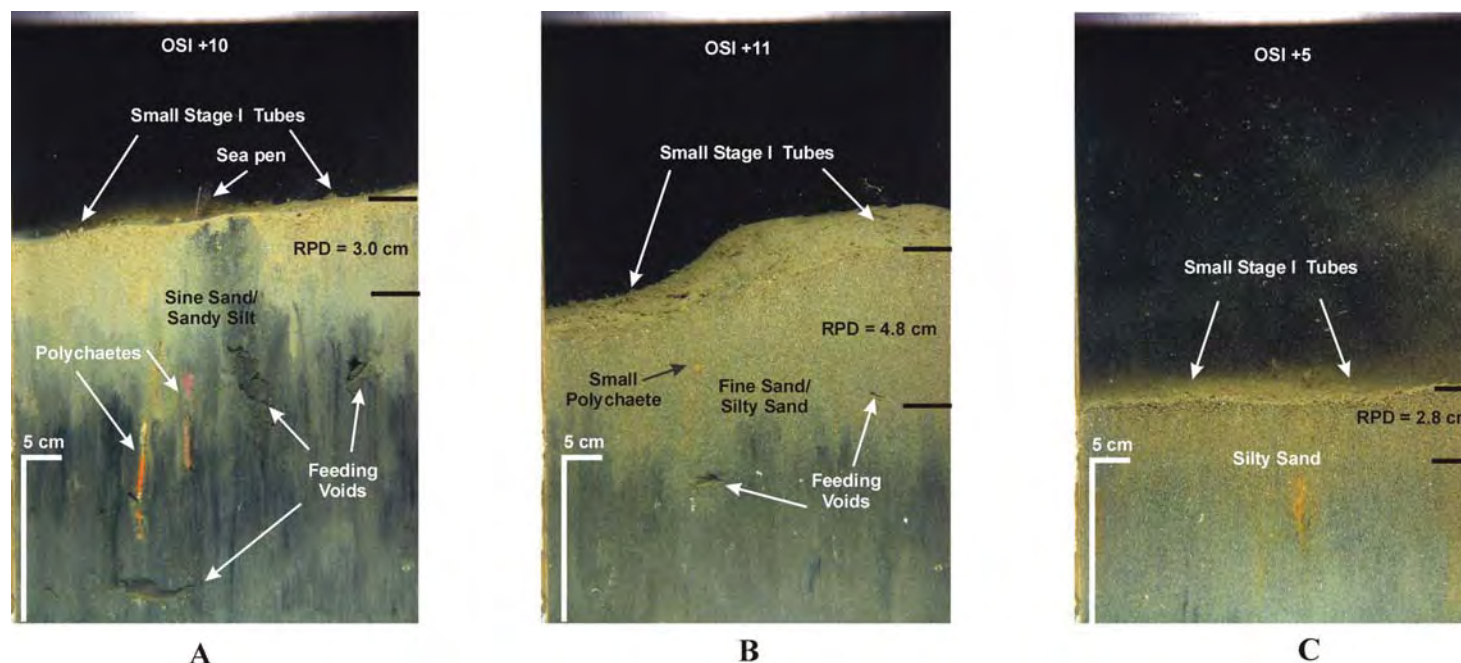 OSI +10
Small Stage I Tubes
Sea pen
RPD = 3.0 cm
Sine Sand/
Sandy Silt
Polychaetes
5 cm
Feeding
Voids
A
OSI +11
Small Stage I Tubes
RPD = 4.8 cm
Small
Polychaete
Fine Sand/
Silty Sand
5 cm
Feeding
Voids
B
OSI +5
Small Stage I Tubes
RPD = 2.8 cm
5 cm
Silty Sand
C